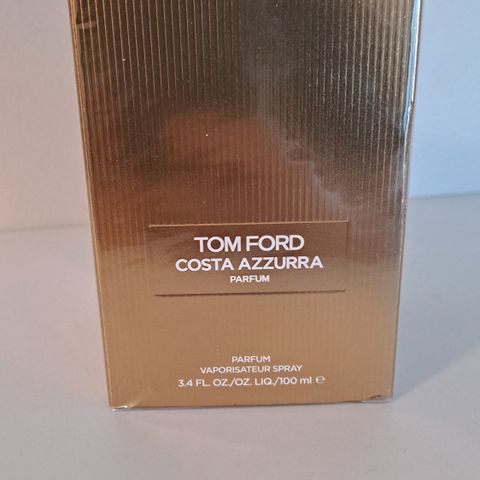 TOM FORD
COSTA AZZURRA
PARFUM
PARFUM
VAPORISATEUR SPRAY
3.4 FL. OZ./OZ. LIQ./100 ml ℮